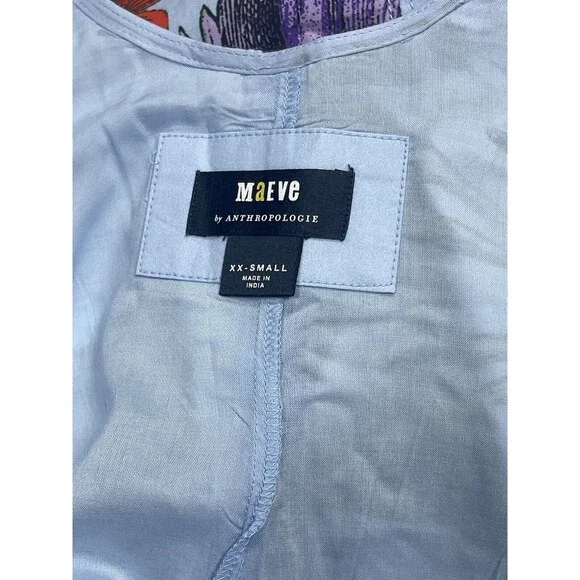 MaEVe
by ANTHROPOLOGIE
XX-SMALL
MADE IN
INDIA